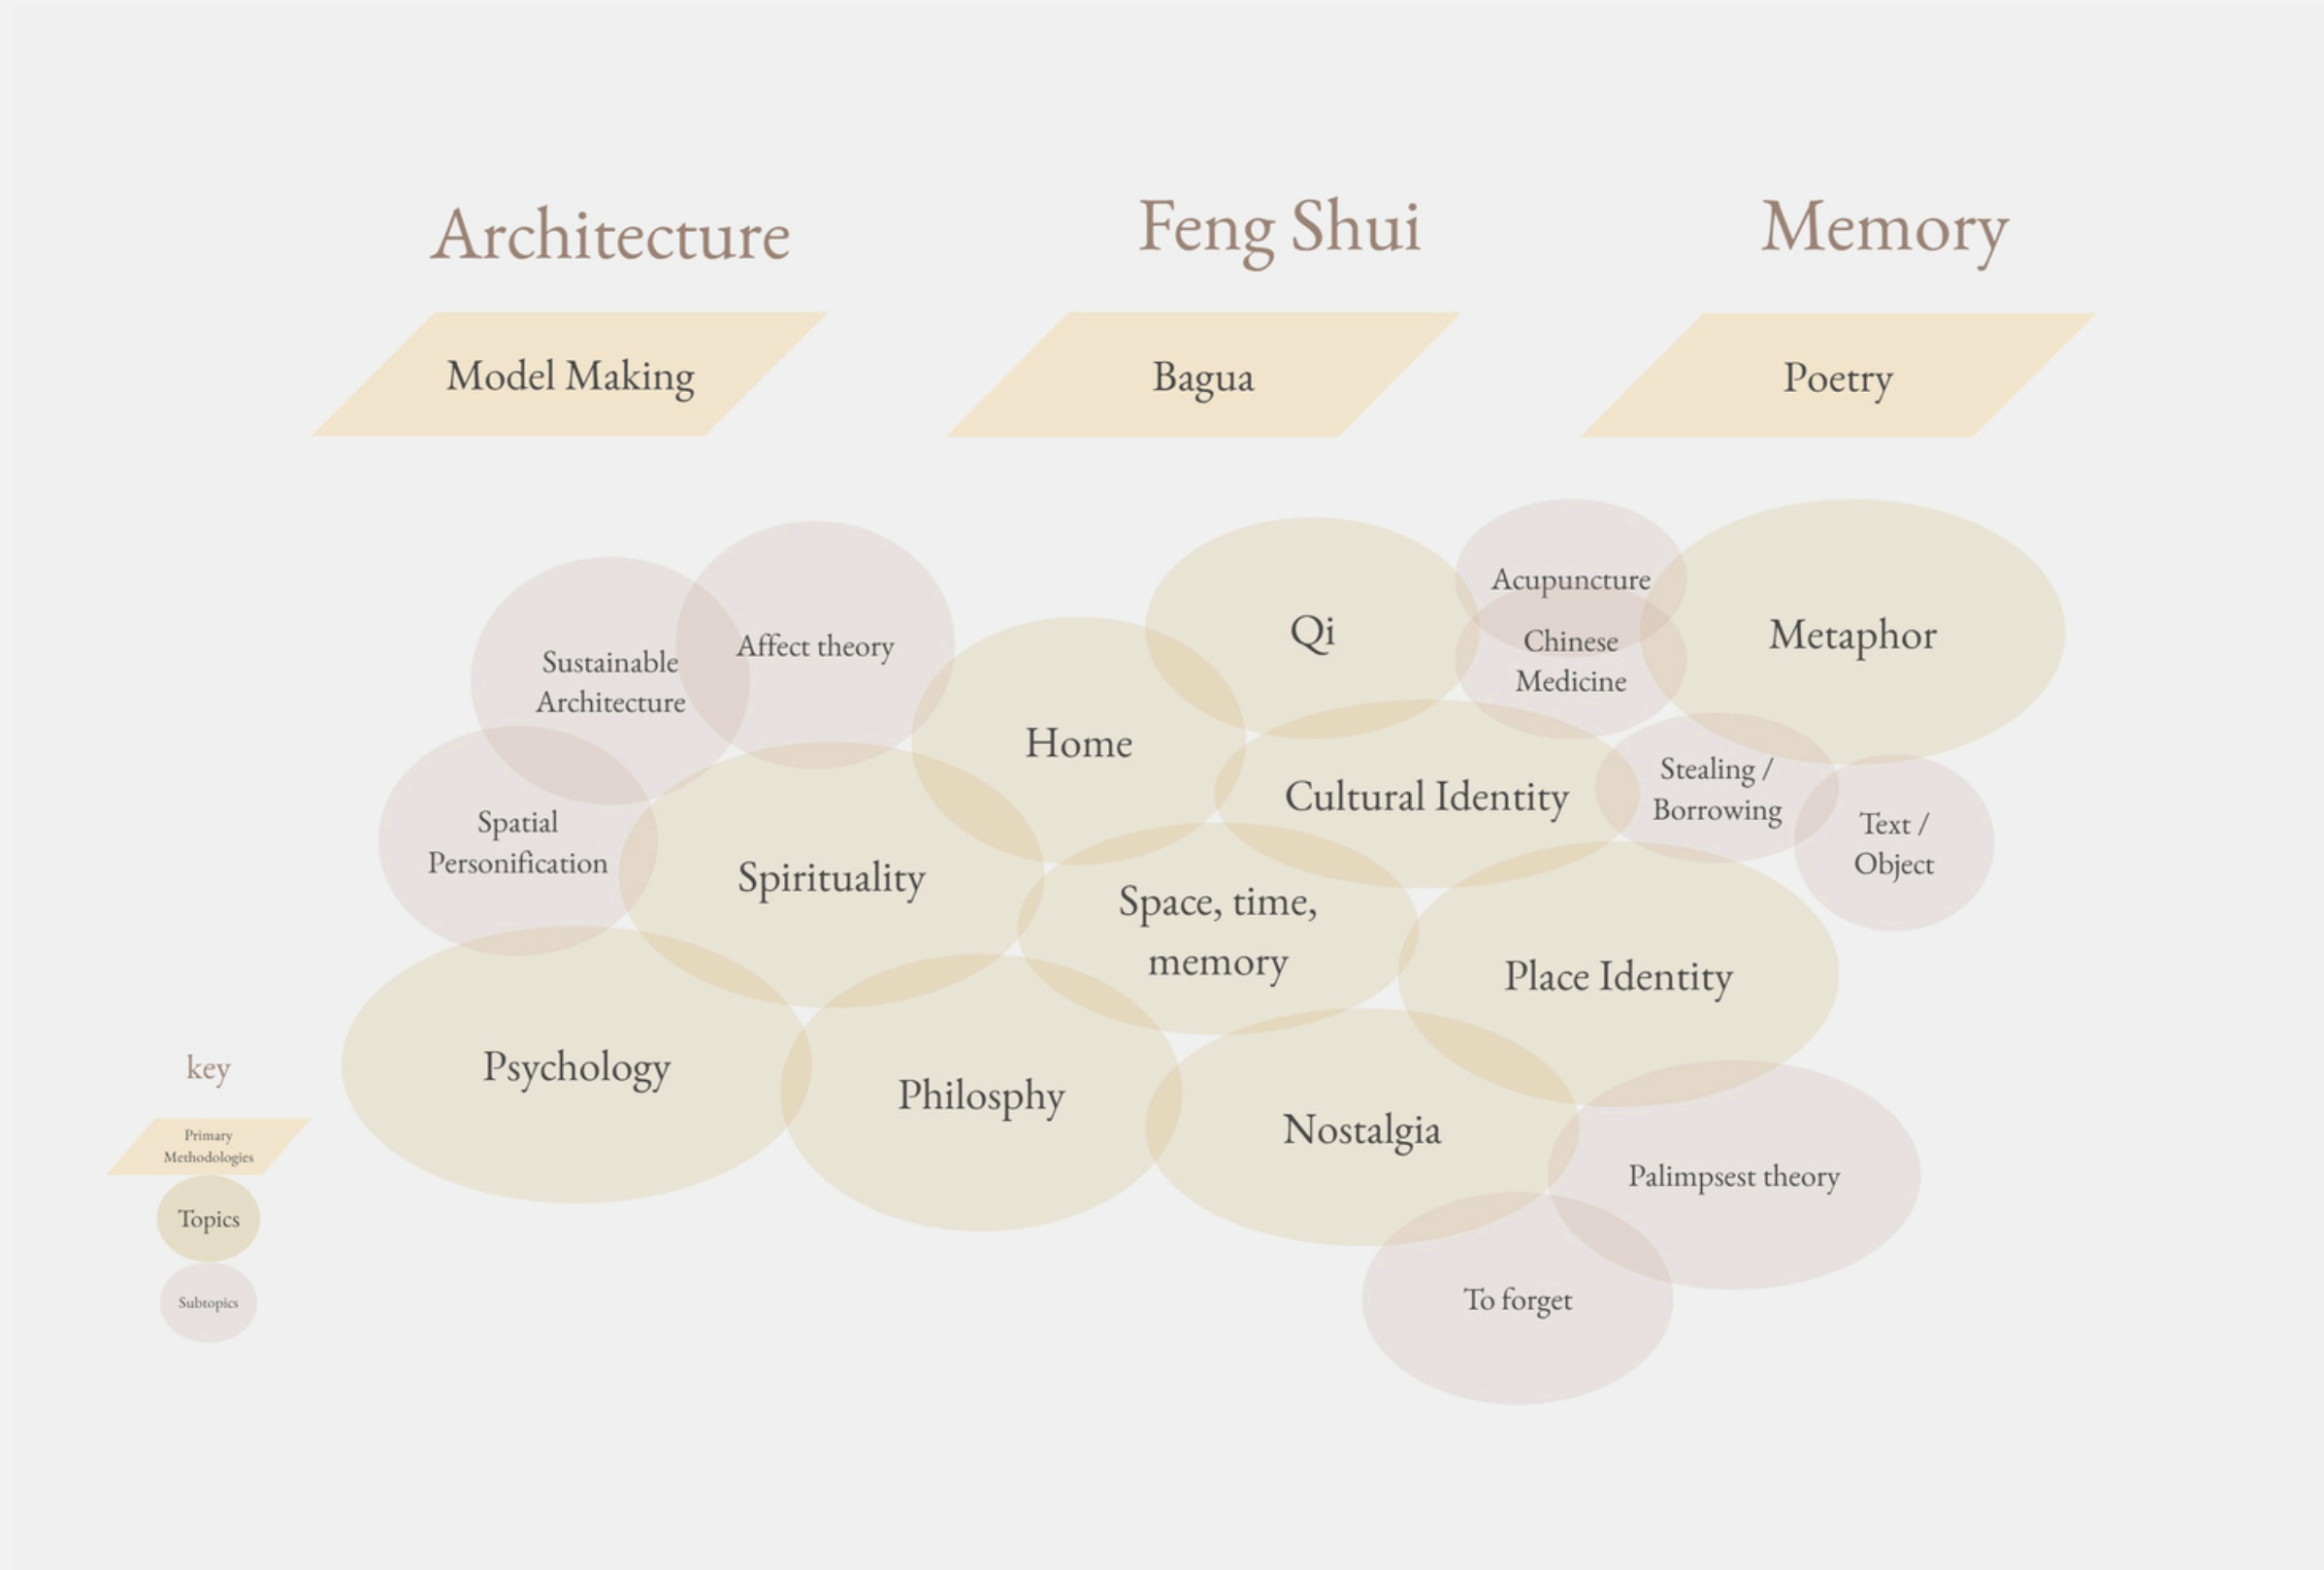 Architecture
Feng Shui
Memory
Model Making
Bagua
Poetry
Acupuncture
Qi
Chinese
Medicine
Metaphor
Affect theory
Sustainable
Architecture
Home
Cultural Identity
Stealing /
Borrowing
Text /
Object
Spatial
Personification
Spirituality
Space, time,
memory
Place Identity
Psychology
Philosphy
Nostalgia
Palimpsest theory
To forget
key
Primary
Methodologies
Topics
Subtopics